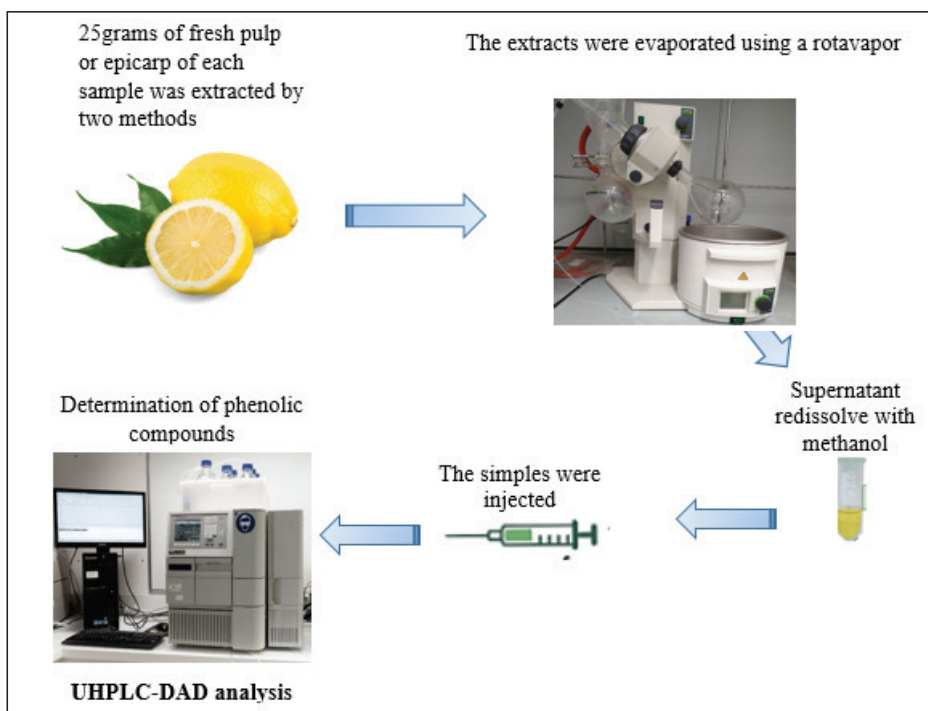 25grams of fresh pulp
or epicarp of each
sample was extracted by
two methods
The extracts were evaporated using a rotavapor
Supernatant
redissolve with
methanol
The simples were
injected
Determination of phenolic
compounds
UHPLC-DAD analysis